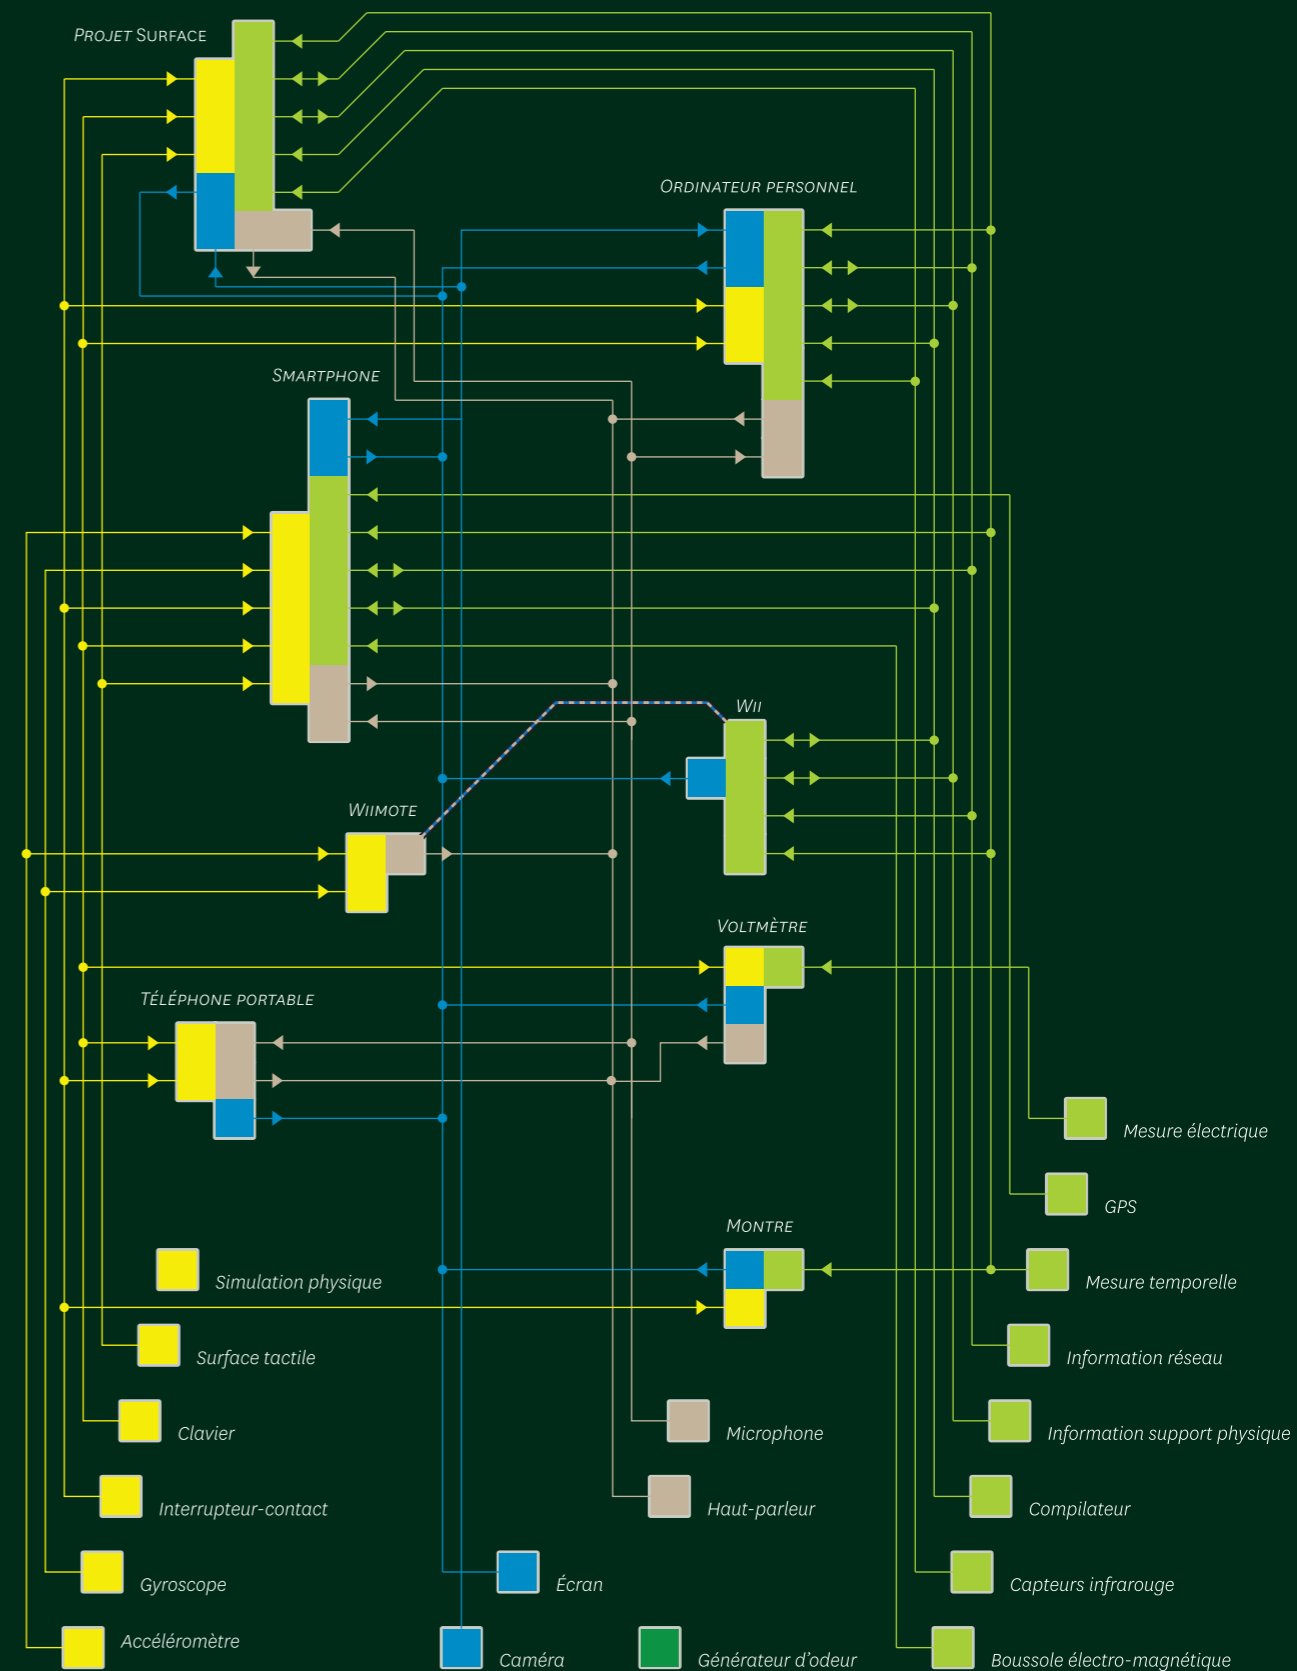 PROJET SURFACE
ORDINATEUR PERSONNEL
SMARTPHONE
WII
WIIMOTE
VOLTMÈTRE
TÉLÉPHONE PORTABLE
Mesure électrique
GPS
MONTRE
Simulation physique
Mesure temporelle
Surface tactile
Information réseau
Clavier
Microphone
Information support physique
Interrupteur-contact
Haut-parleur
Compilateur
Gyroscope
Écran
Capteurs infrarouge
Accéléromètre
Caméra
Générateur d’odeur
Boussole électro-magnétique